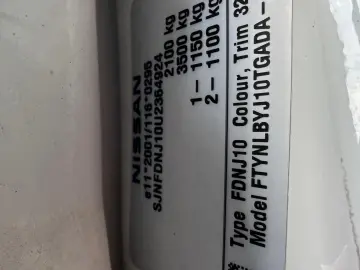 NISSAN
e11*2001/116*0295
SJNFDNJ10U2364924
2100 kg
3500 kg
1– 1150 kg
2– 1100 kg
Type FDNJ10 Colour, Trim 32
Model FTYNLBYJ10TGADA–